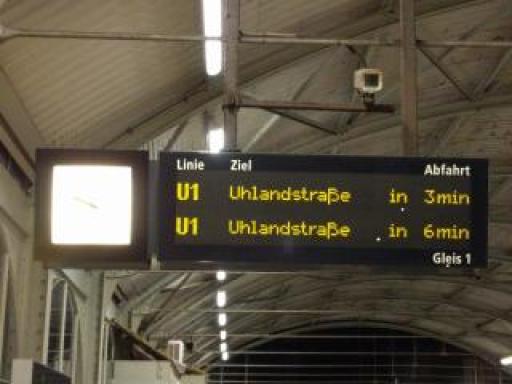 Linie Ziel Abfahrt
U1 Uhlandstraße in 3min
U1 Uhlandstraße in 6min
Gleis 1